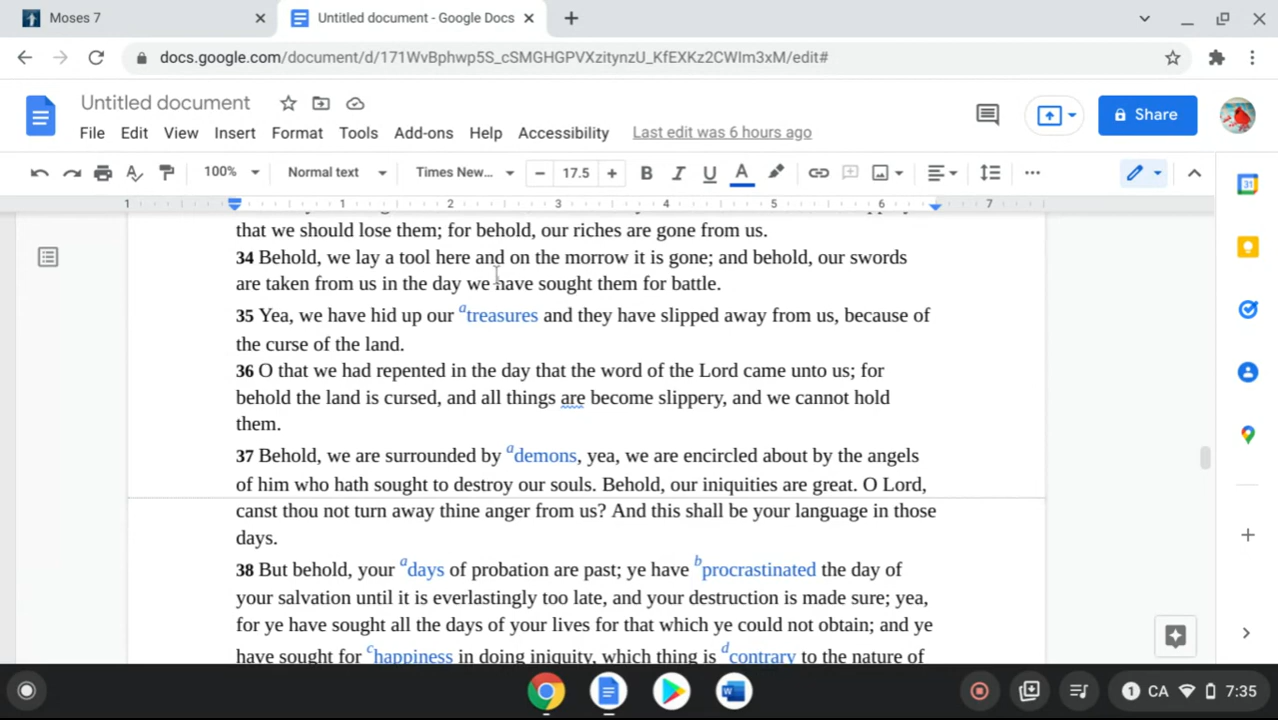 Moses 7
Untitled document - Google Docs
docs.google.com/document/d/171WvBphwp5S_cSMGHGPVXzitynzU_KfEXKz2CWIm3xM/edit#
Untitled document
File Edit View Insert Format Tools Add-ons Help Accessibility Last edit was 6 hours ago
Share
100% Normal text Times New... 17.5 B I U A
1 1 2 3 4 5 6 7
that we should lose them; for behold, our riches are gone from us.
34 Behold, we lay a tool here and on the morrow it is gone; and behold, our swords
are taken from us in the day we have sought them for battle.
35 Yea, we have hid up our a treasures and they have slipped away from us, because of
the curse of the land.
36 O that we had repented in the day that the word of the Lord came unto us; for
behold the land is cursed, and all things are become slippery, and we cannot hold
them.
37 Behold, we are surrounded by a demons, yea, we are encircled about by the angels
of him who hath sought to destroy our souls. Behold, our iniquities are great. O Lord,
canst thou not turn away thine anger from us? And this shall be your language in those
days.
38 But behold, your a days of probation are past; ye have b procrastinated the day of
your salvation until it is everlastingly too late, and your destruction is made sure; yea,
for ye have sought all the days of your lives for that which ye could not obtain; and ye
have sought for c happiness in doing iniquity, which thing is d contrary to the nature of
31
1 CA 7:35